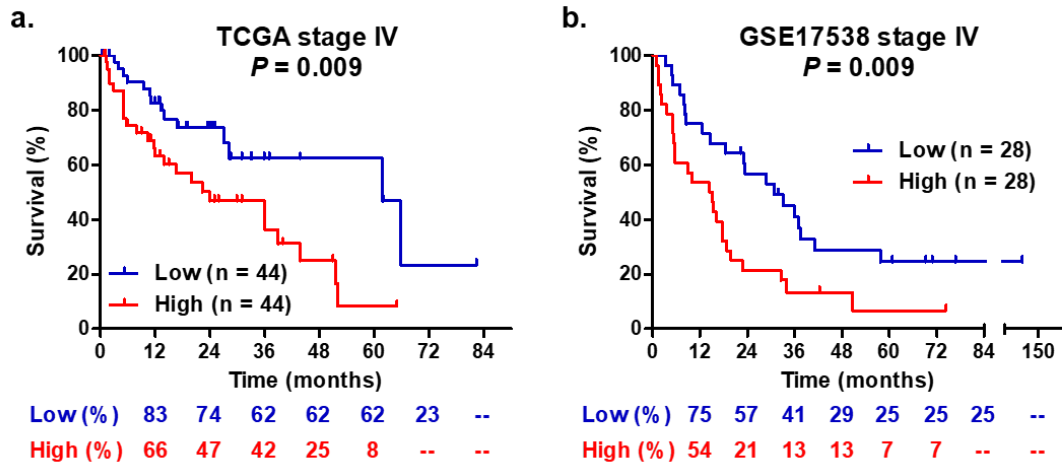 a.
TCGA stage IV
P = 0.009
Survival (%)
100
80
60
40
20
0
Low (n = 44)
High (n = 44)
0 12 24 36 48 60 72 84
Time (months)
Low (%) 83 74 62 62 62 23 --
High (%) 66 47 42 25 8 -- --
b.
GSE17538 stage IV
P = 0.009
Survival (%)
100
80
60
40
20
0
Low (n = 28)
High (n = 28)
0 12 24 36 48 60 72 84 150
Time (months)
Low (%) 75 57 41 29 25 25 25 --
High (%) 54 21 13 13 7 7 -- --